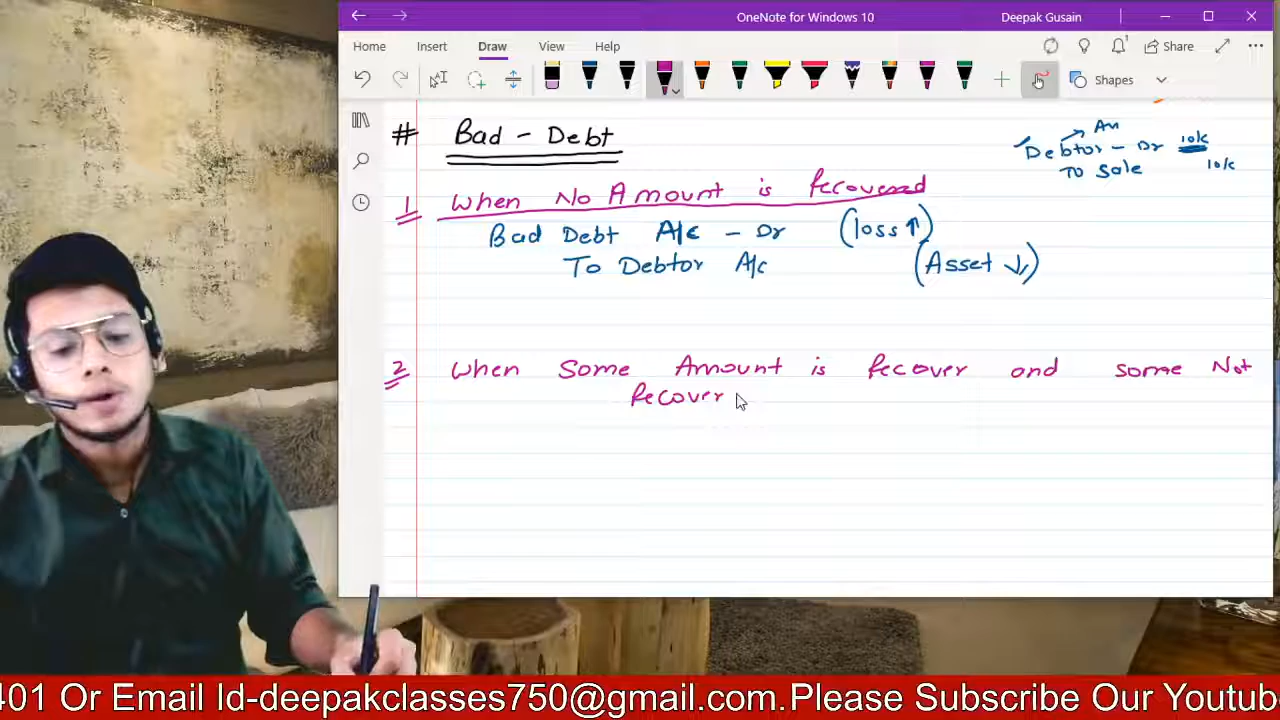 OneNote for Windows 10
Deepak Gusain
Home Insert Draw View Help
Share
Shapes
# Bad - Debt
An
Debtor - Dr 10k
To Sale 10k
1 When No Amount is Recovered
Bad Debt A/c - Dr (loss ↑)
To Debtor A/c (Asset ↓)
2 When Some Amount is Recover and some Not
Recover
401 Or Email Id-deepakclasses750@gmail.com.Please Subscribe Our Youtub